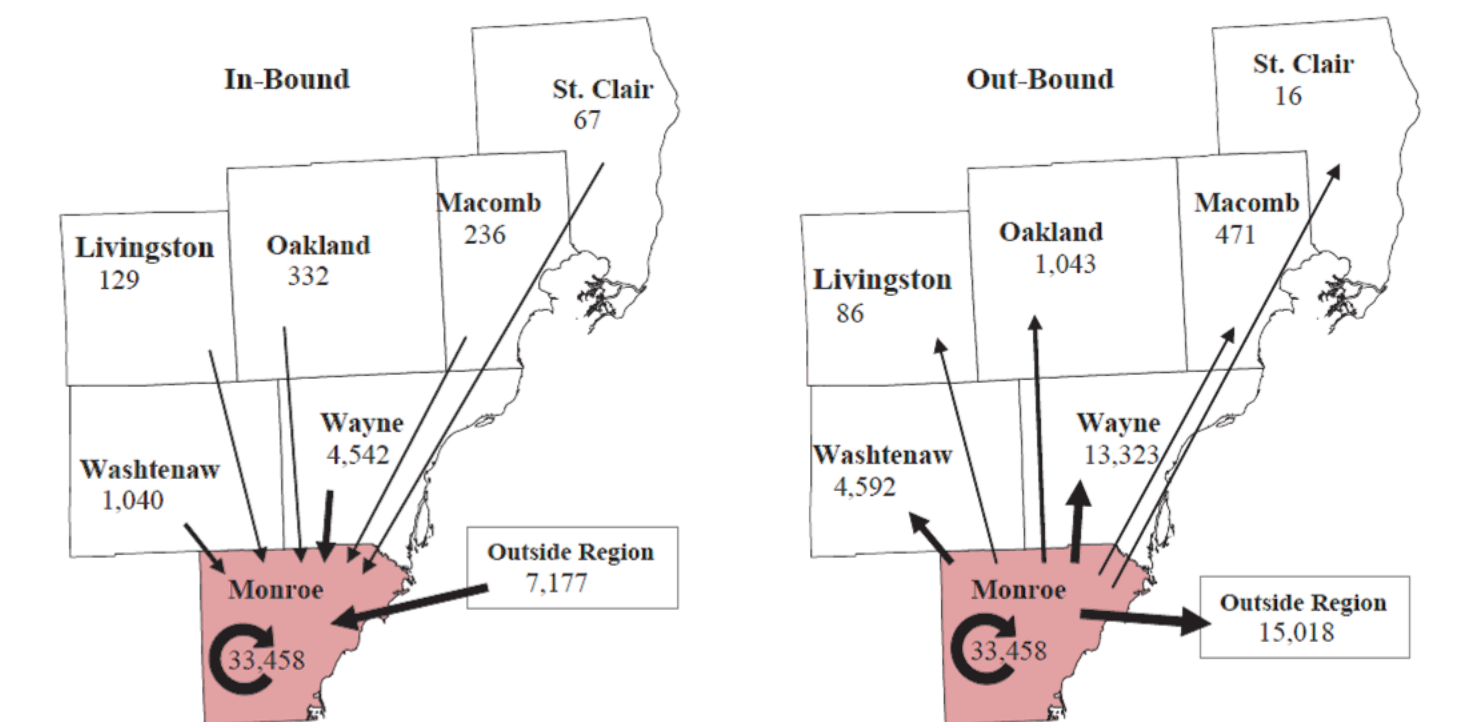 In-Bound
St. Clair
67
Macomb
236
Livingston
129
Oakland
332
Wayne
4,542
Washtenaw
1,040
Outside Region
7,177
Monroe
33,458
Out-Bound
St. Clair
16
Macomb
471
Oakland
1,043
Livingston
86
Wayne
13,323
Washtenaw
4,592
Monroe
33,458
Outside Region
15,018